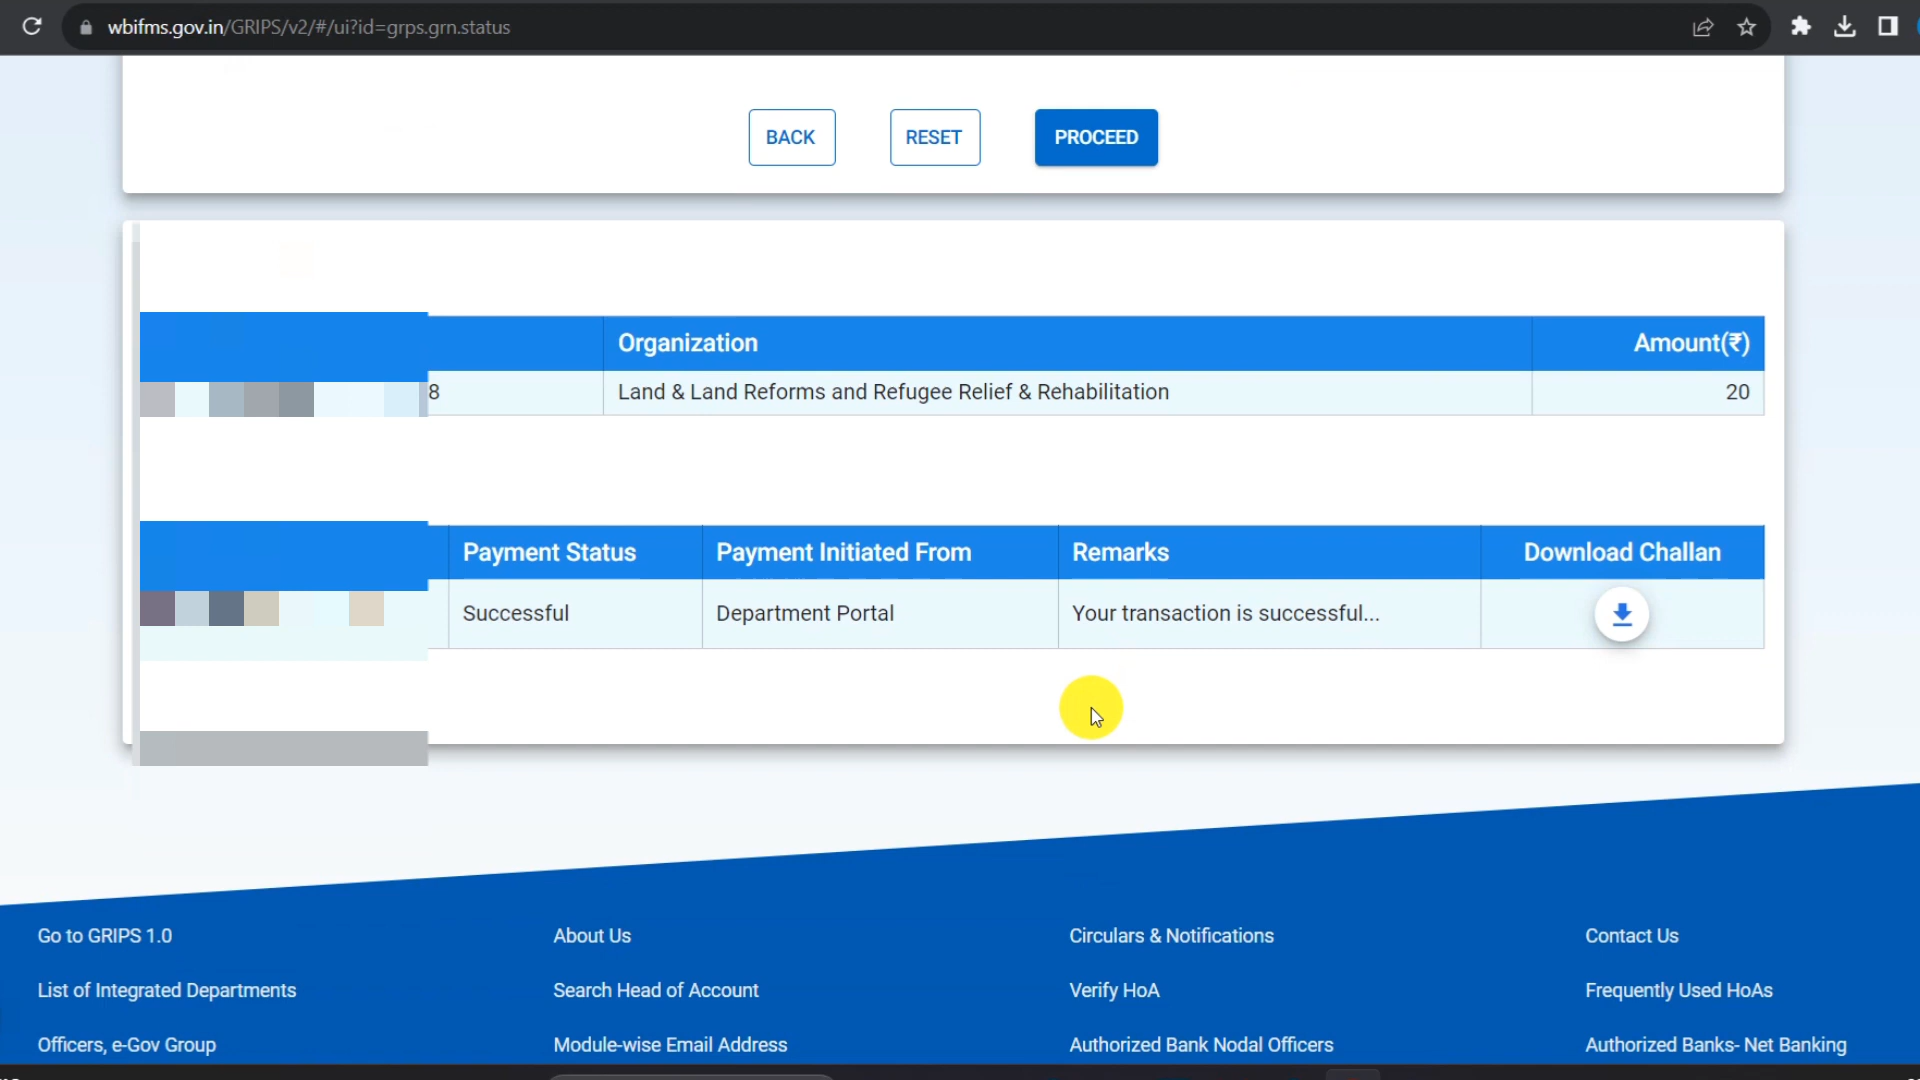 wbifms.gov.in/GRIPS/v2/#/ui?id=grps.grn.status
BACK RESET PROCEED
Organization Amount(₹)
8 Land & Land Reforms and Refugee Relief & Rehabilitation 20
Payment Status Payment Initiated From Remarks Download Challan
Successful Department Portal Your transaction is successful...
Go to GRIPS 1.0 About Us Circulars & Notifications Contact Us
List of Integrated Departments Search Head of Account Verify HoA Frequently Used HoAs
Officers, e-Gov Group Module-wise Email Address Authorized Bank Nodal Officers Authorized Banks- Net Banking